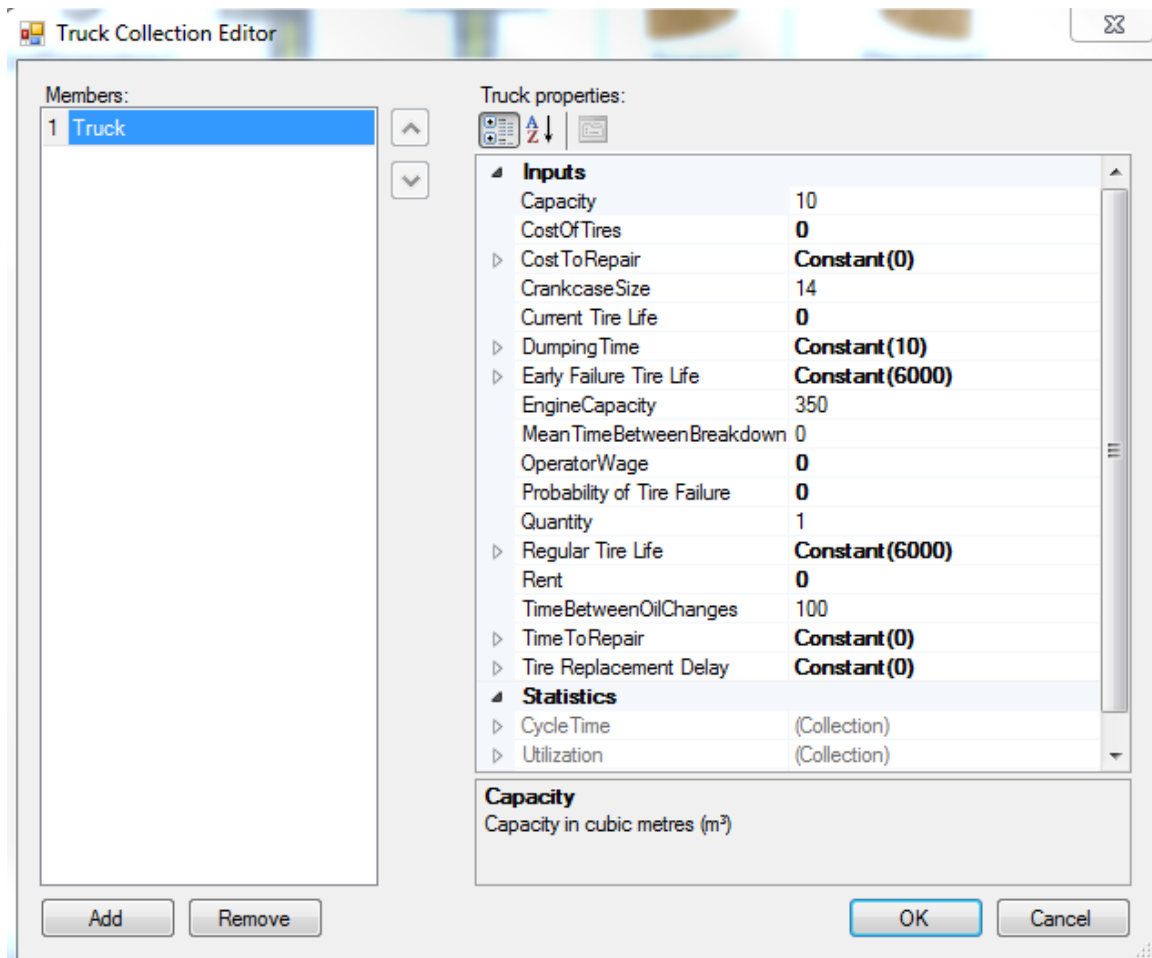 Truck Collection Editor
Members:
1 Truck
Truck properties:
Inputs
Capacity 10
CostOfTires 0
CostToRepair Constant(0)
CrankcaseSize 14
Current Tire Life 0
DumpingTime Constant(10)
Early Failure Tire Life Constant(6000)
EngineCapacity 350
MeanTimeBetweenBreakdown 0
OperatorWage 0
Probability of Tire Failure 0
Quantity 1
Regular Tire Life Constant(6000)
Rent 0
TimeBetweenOilChanges 100
TimeToRepair Constant(0)
Tire Replacement Delay Constant(0)
Statistics
CycleTime (Collection)
Utilization (Collection)
Capacity
Capacity in cubic metres (m³)
Add Remove OK Cancel